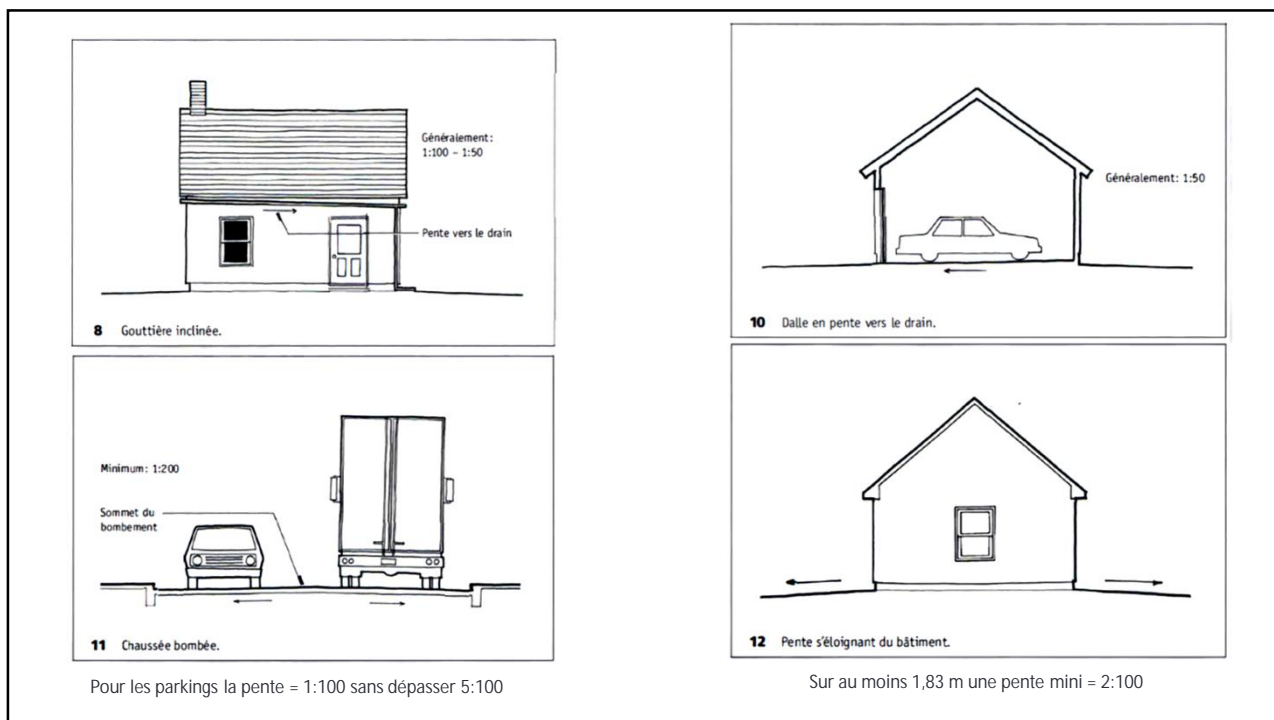 Généralement:
1:100 – 1:50
Pente vers le drain
8 Gouttière inclinée.
Généralement: 1:50
10 Dalle en pente vers le drain.
Minimum: 1:200
Sommet du
bombement
11 Chaussée bombée.
12 Pente s'éloignant du bâtiment.
Pour les parkings la pente = 1:100 sans dépasser 5:100
Sur au moins 1,83 m une pente mini = 2:100